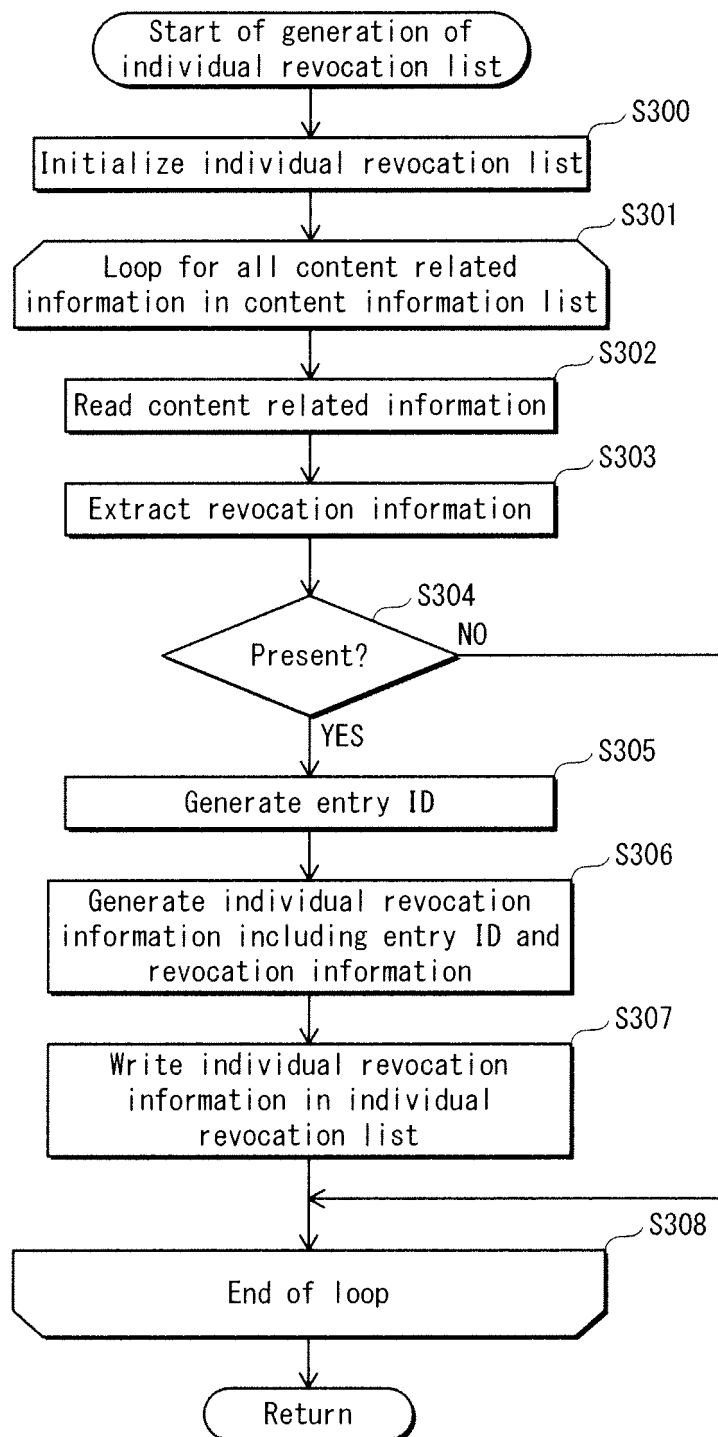 Start of generation of
individual revocation list
S300
Initialize individual revocation list
S301
Loop for all content related
information in content information list
S302
Read content related information
S303
Extract revocation information
S304
Present?
NO
YES
S305
Generate entry ID
S306
Generate individual revocation
information including entry ID and
revocation information
S307
Write individual revocation
information in individual
revocation list
S308
End of loop
Return